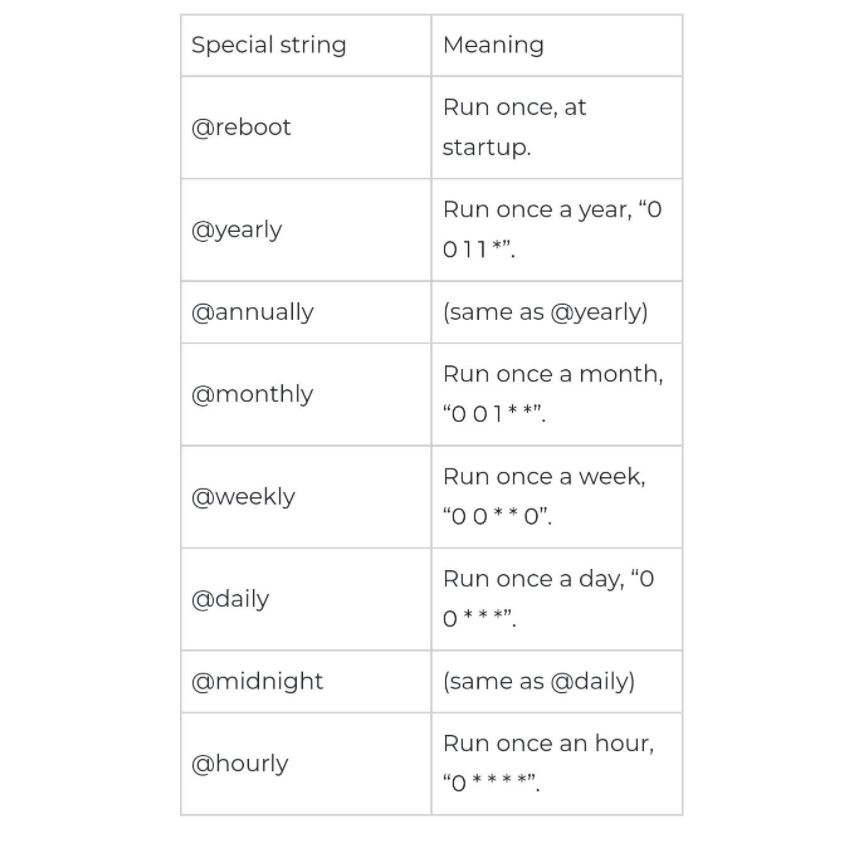 Special string Meaning
@reboot Run once, at
startup.
@yearly Run once a year, “0
0 1 1 *”.
@annually (same as @yearly)
@monthly Run once a month,
“0 0 1 * *”.
@weekly Run once a week,
“0 0 * * 0”.
@daily Run once a day, “0
0 * * *”.
@midnight (same as @daily)
@hourly Run once an hour,
“0 * * * *”.